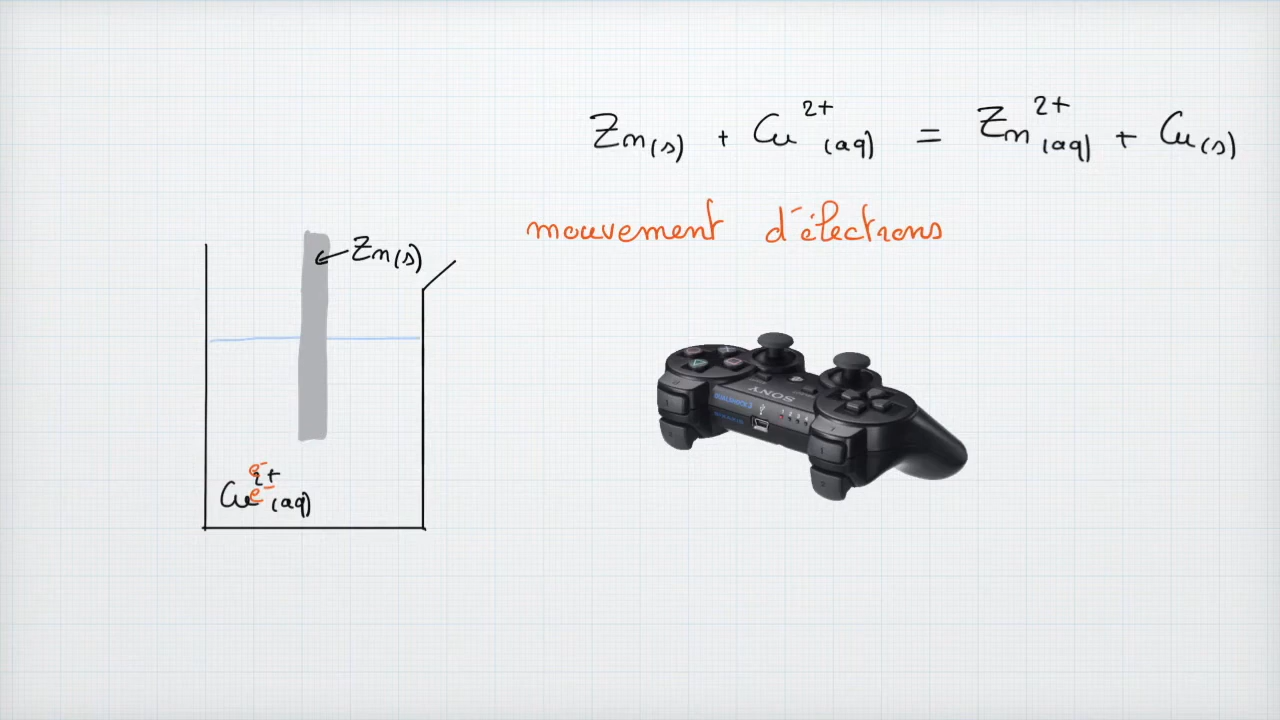 Zn(s) + Cu²⁺(aq) = Zn²⁺(aq) + Cu(s)
mouvement d'électrons
Zn(s)
SONY
e⁻
Cu²⁺(aq)
e⁻